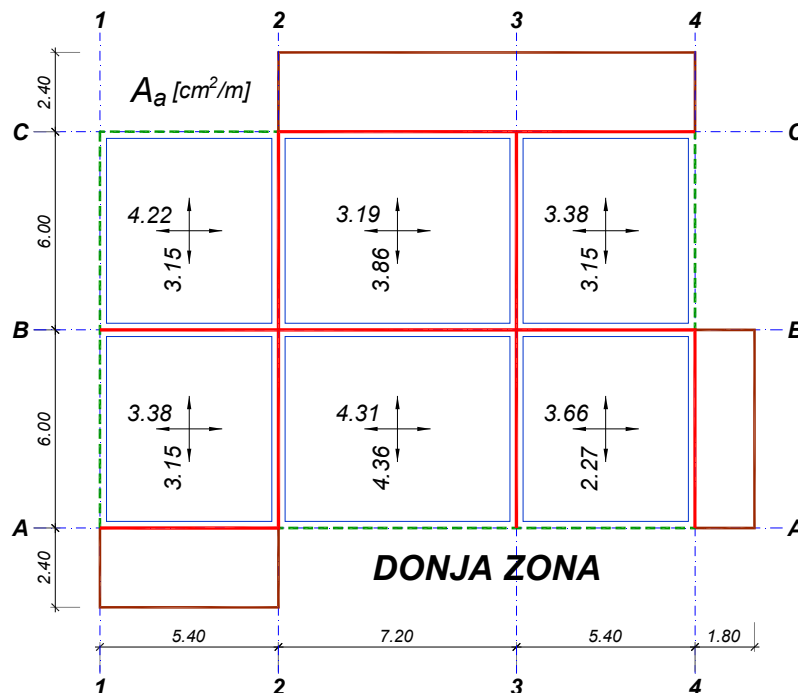 1 2 3 4
2.40
A_a [cm²/m]
C C
6.00
4.22 3.19 3.38
3.15 3.86 3.15
B B
6.00
3.38 4.31 3.66
3.15 4.36 2.27
A A
2.40
DONJA ZONA
5.40 7.20 5.40 1.80
1 2 3 4